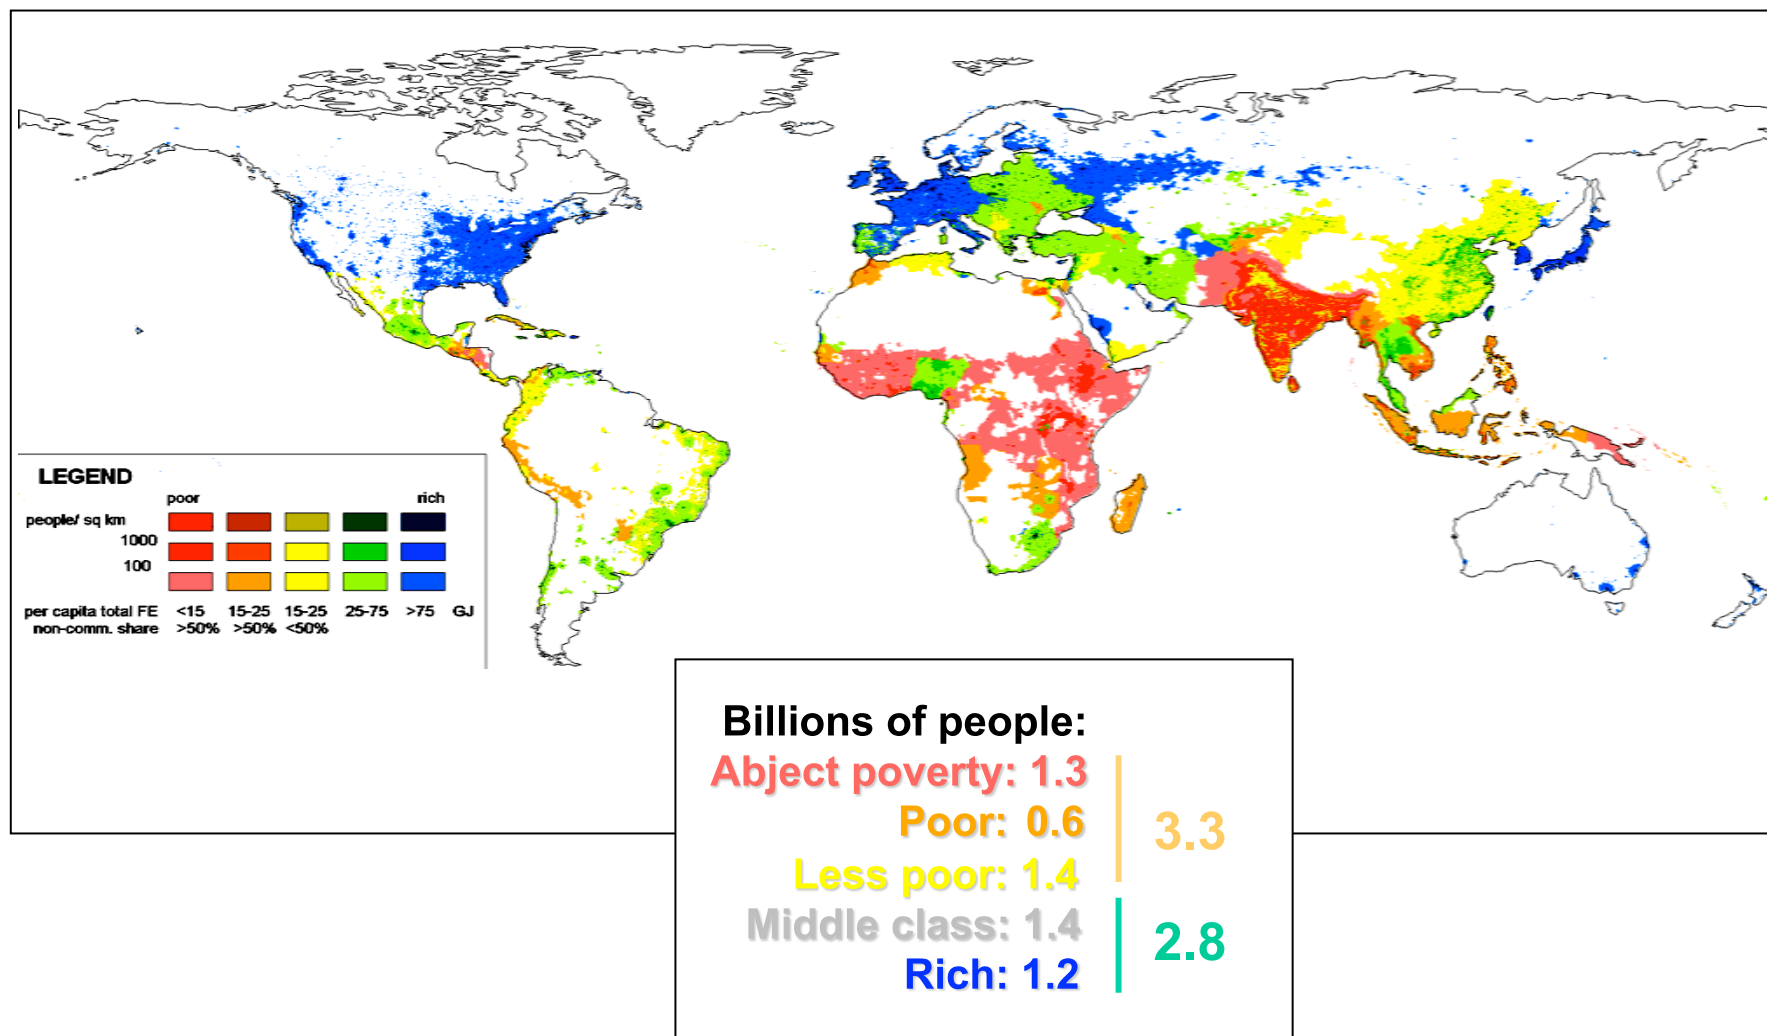 LEGEND
poor rich
people/ sq km
1000
100
per capita total FE <15 15-25 15-25 25-75 >75 GJ
non-comm. share >50% >50% <50%
Billions of people:
Abject poverty: 1.3
Poor: 0.6
3.3
Less poor: 1.4
Middle class: 1.4
2.8
Rich: 1.2